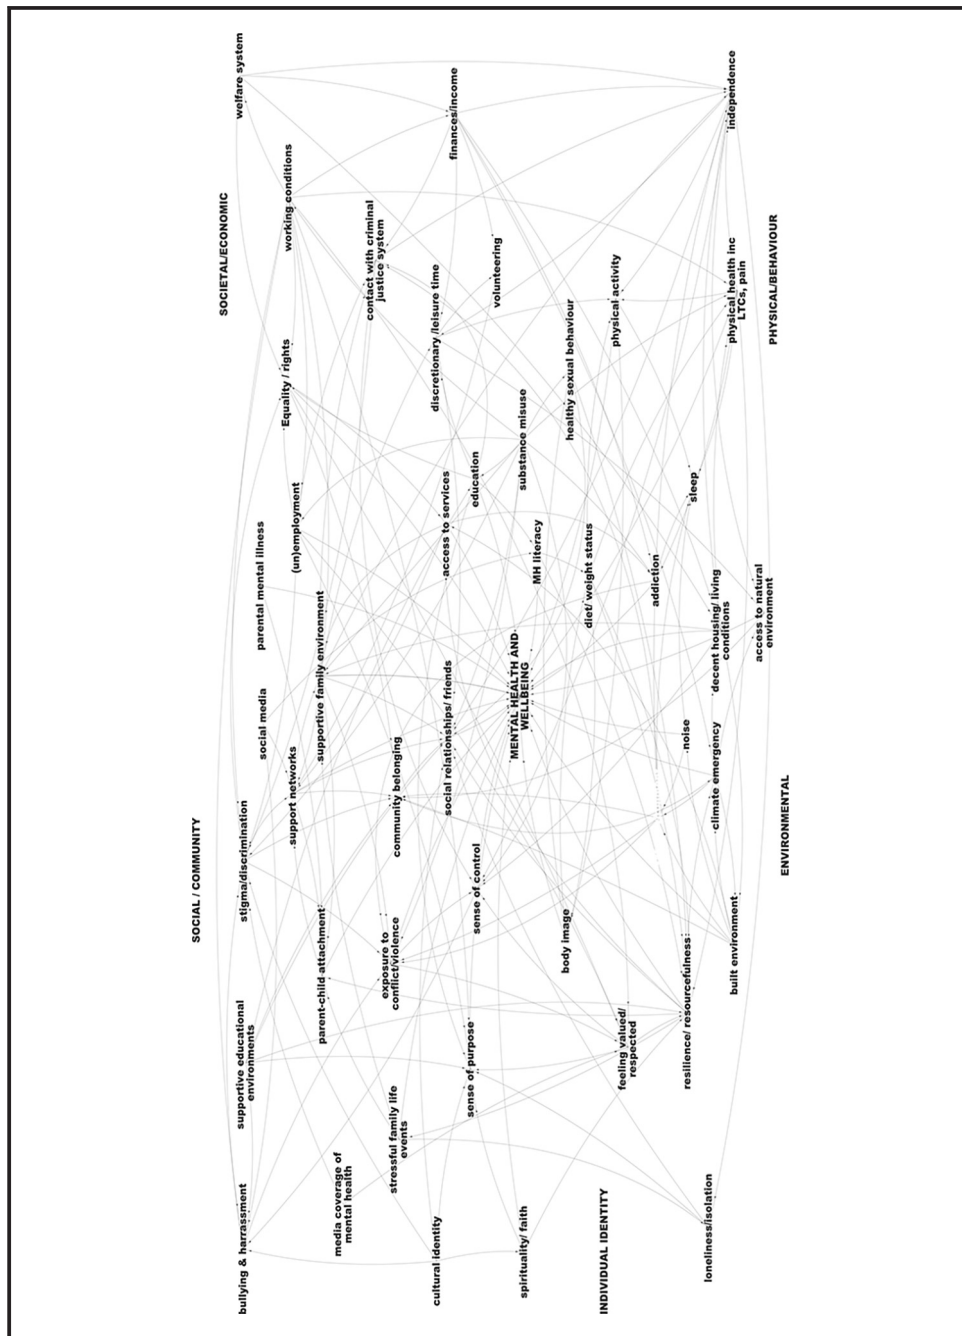 SOCIAL / COMMUNITY
SOCIETAL/ECONOMIC
bullying & harrassment
supportive educational
environments
stigma/discrimination
social media
parental mental illness
welfare system
support networks
(un)employment
Equality / rights
working conditions
media coverage of
mental health
parent-child attachment
supportive family environment
contact with criminal
justice system
stressful family life
events
exposure to
conflict/violence
community belonging
cultural identity
sense of purpose
sense of control
social relationships/ friends
access to services
education
discretionary /leisure time
finances/income
volunteering
spirituality/ faith
MENTAL HEALTH AND
WELLBEING
MH literacy
substance misuse
body image
diet/ weight status
healthy sexual behaviour
INDIVIDUAL IDENTITY
feeling valued/
respected
addiction
physical activity
loneliness/isolation
resilience/ resourcefulness
noise
sleep
built environment
climate emergency
decent housing/ living
conditions
physical health inc
LTCs, pain
independence
access to natural
environment
ENVIRONMENTAL
PHYSICAL/BEHAVIOUR